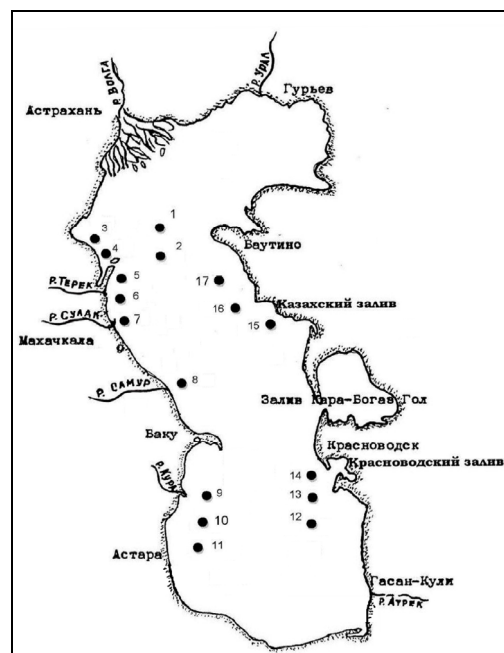 Р.ВОЛГА
Р.УРАЛ
Гурьев
Астрахань
1
3
2
4
Баутино
5
17
Р.ТЕРЕК
6
16
Казахский залив
Р.СУЛАК
7
15
Махачкала
8
Р.САМУР
Залив Кара-Богаз Гол
Баку
Красноводск
Красноводский залив
14
Р.КУРА
9
13
10
12
11
Астара
Гасан-Кули
Р.АТРЕК